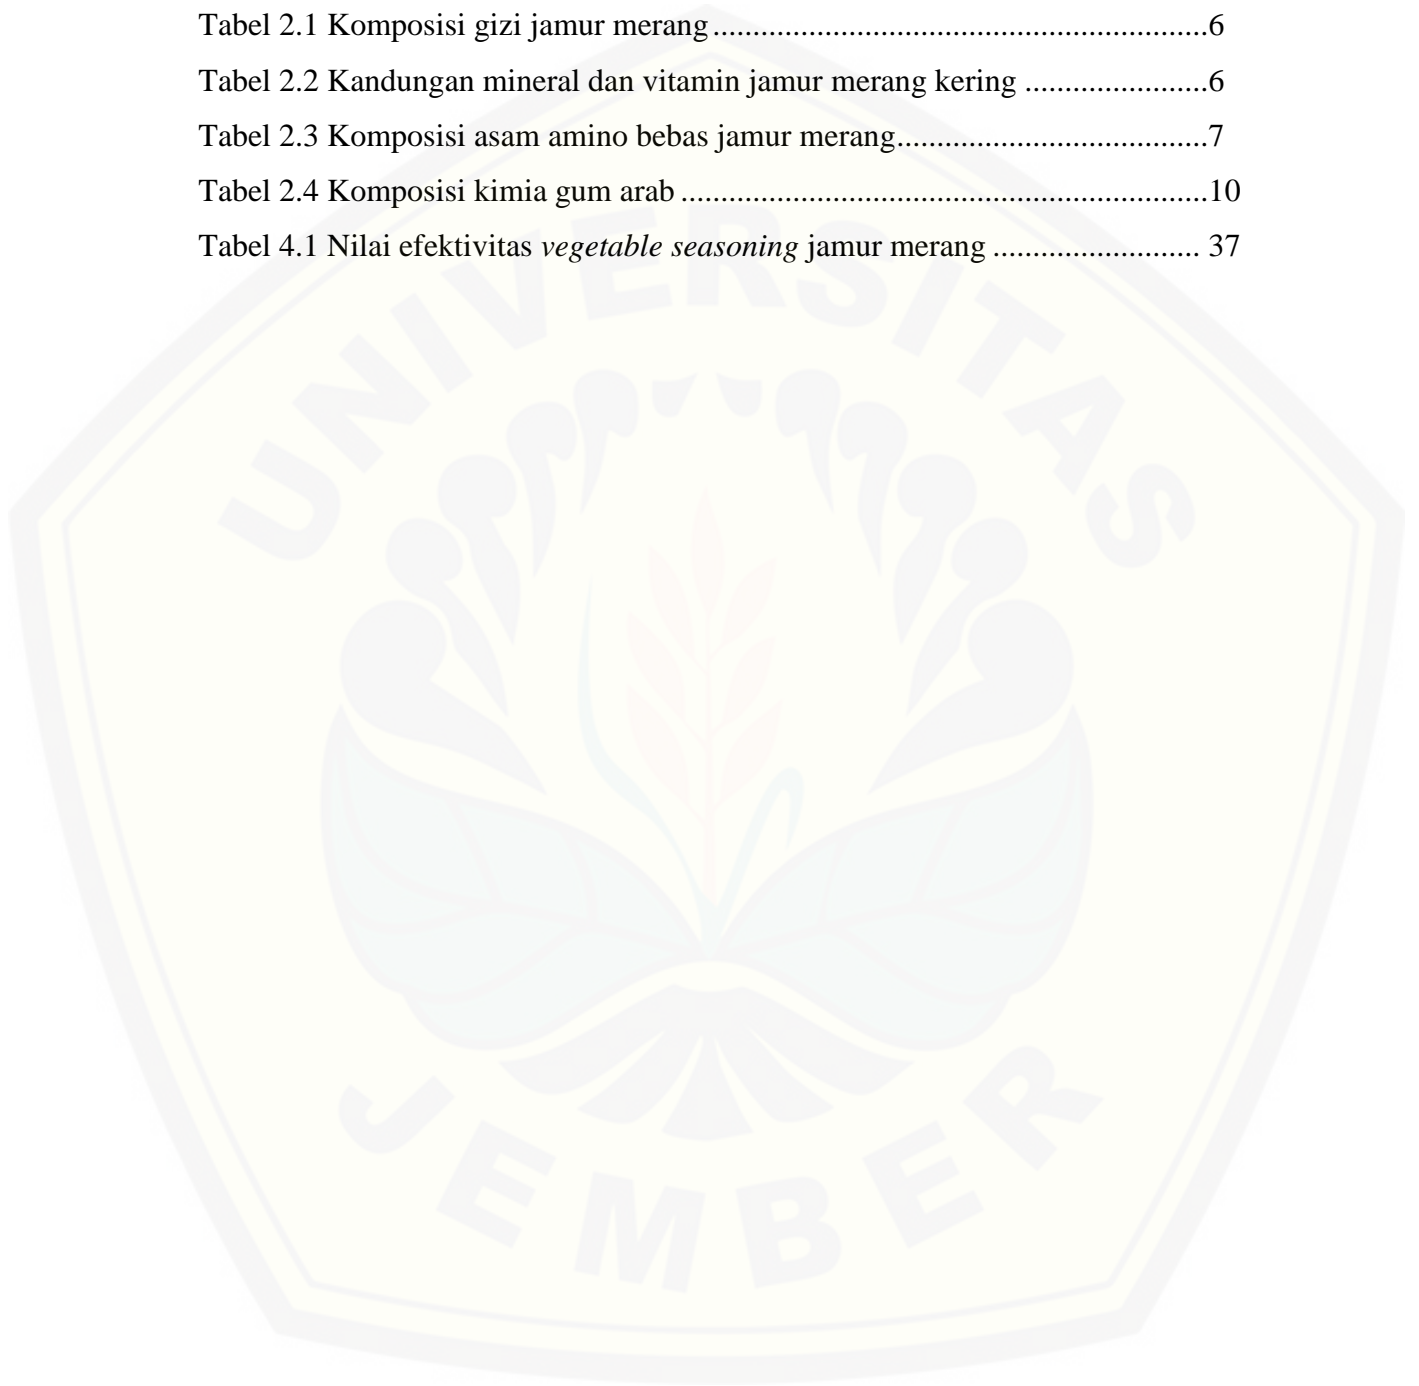 Tabel 2.1 Komposisi gizi jamur merang...............................................................6
Tabel 2.2 Kandungan mineral dan vitamin jamur merang kering .......................6
Tabel 2.3 Komposisi asam amino bebas jamur merang.......................................7
Tabel 2.4 Komposisi kimia gum arab ..................................................................10
Tabel 4.1 Nilai efektivitas vegetable seasoning jamur merang .......................... 37
UNIVERSITAS
JEMBER